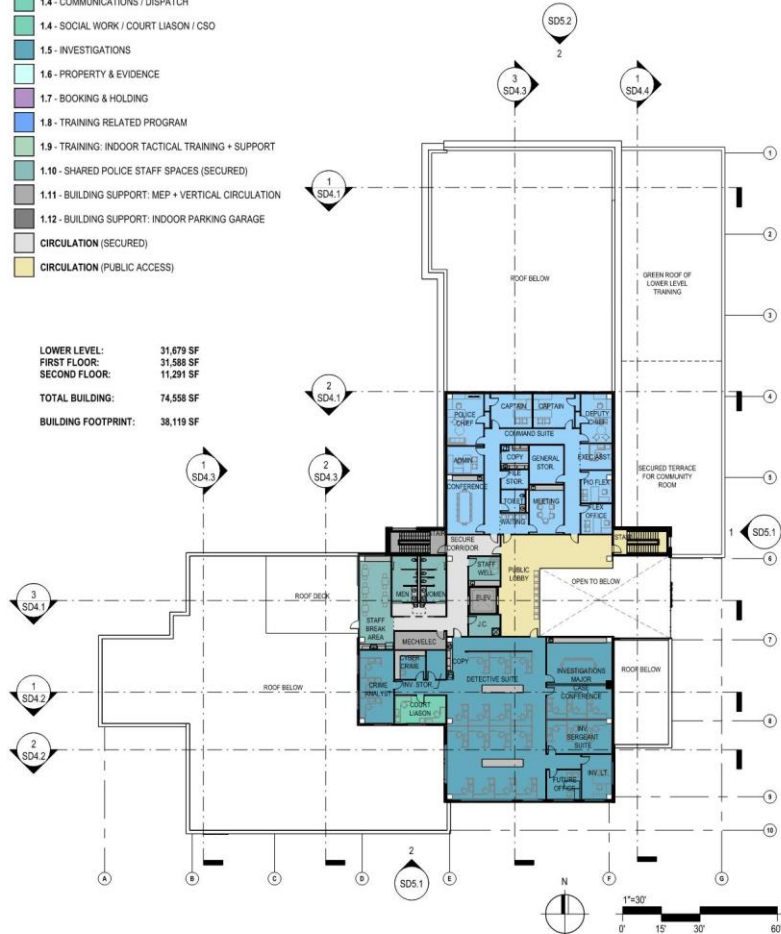 1.4 - COMMUNICATIONS / DISPATCH
1.4 - SOCIAL WORK / COURT LIASON / CSO
1.5 - INVESTIGATIONS
1.6 - PROPERTY & EVIDENCE
1.7 - BOOKING & HOLDING
1.8 - TRAINING RELATED PROGRAM
1.9 - TRAINING: INDOOR TACTICAL TRAINING + SUPPORT
1.10 - SHARED POLICE STAFF SPACES (SECURED)
1.11 - BUILDING SUPPORT: MEP + VERTICAL CIRCULATION
1.12 - BUILDING SUPPORT: INDOOR PARKING GARAGE
CIRCULATION (SECURED)
CIRCULATION (PUBLIC ACCESS)
LOWER LEVEL: 31,679 SF
FIRST FLOOR: 31,588 SF
SECOND FLOOR: 11,291 SF
TOTAL BUILDING: 74,558 SF
BUILDING FOOTPRINT: 38,119 SF
SD5.2
2
3
SD4.3
1
SD4.4
1
SD4.1
2
SD4.1
1
SD4.3
2
SD4.3
3
SD4.1
1
SD4.2
2
SD4.2
1
SD5.1
2
SD5.1
1
2
3
4
5
6
7
8
9
10
A
B
C
D
E
F
G
ROOF BELOW
GREEN ROOF OF
LOWER LEVEL
TRAINING
SECURED TERRACE
FOR COMMUNITY
ROOM
POLICE
CHIEF
CAPTAIN
CAPTAIN
DEPUTY
CHIEF
COMMAND SUITE
ADMIN
COPY
FILE
STOR.
GENERAL
STOR.
EXEC ASST.
CONFERENCE
TOILET
WAITING
MEETING
PIO FLEX
FLEX
OFFICE
STAIR
SECURE
CORRIDOR
STAFF
WELL.
PUBLIC
LOBBY
STAIR
OPEN TO BELOW
ROOF DECK
MEN
WOMEN
ELEV.
STAFF
BREAK
AREA
J.C.
MECH/ELEC
ROOF BELOW
CYBER
CRIME
COPY
CRIME
ANALYST
INV. STOR.
COURT
LIASON
DETECTIVE SUITE
INVESTIGATIONS
MAJOR
CASE
CONFERENCE
ROOF BELOW
INV.
SERGEANT
SUITE
FUTURE
OFFICE
INV. LT.
N
1"=30'
0' 15' 30' 60'